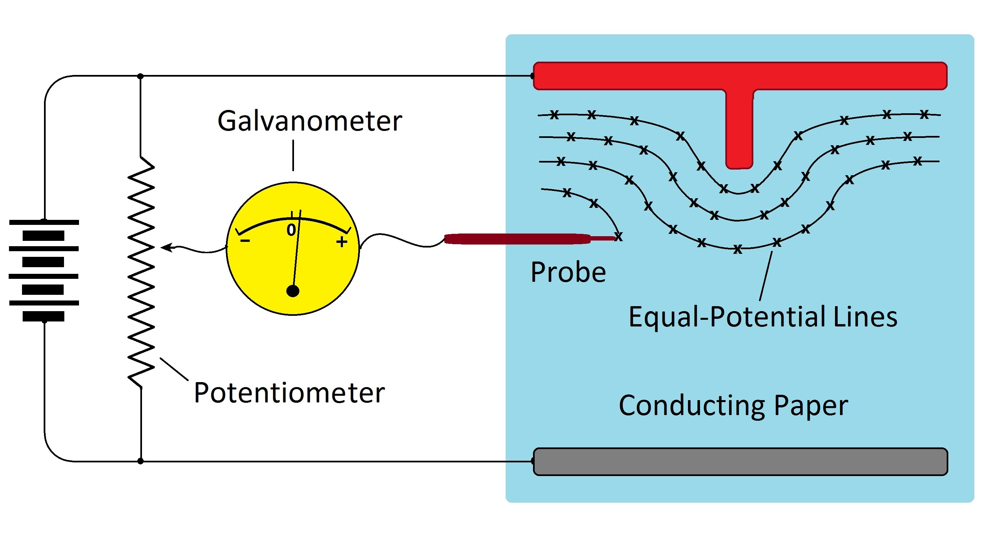 Galvanometer
0
− +
Probe
Equal-Potential Lines
Potentiometer
Conducting Paper